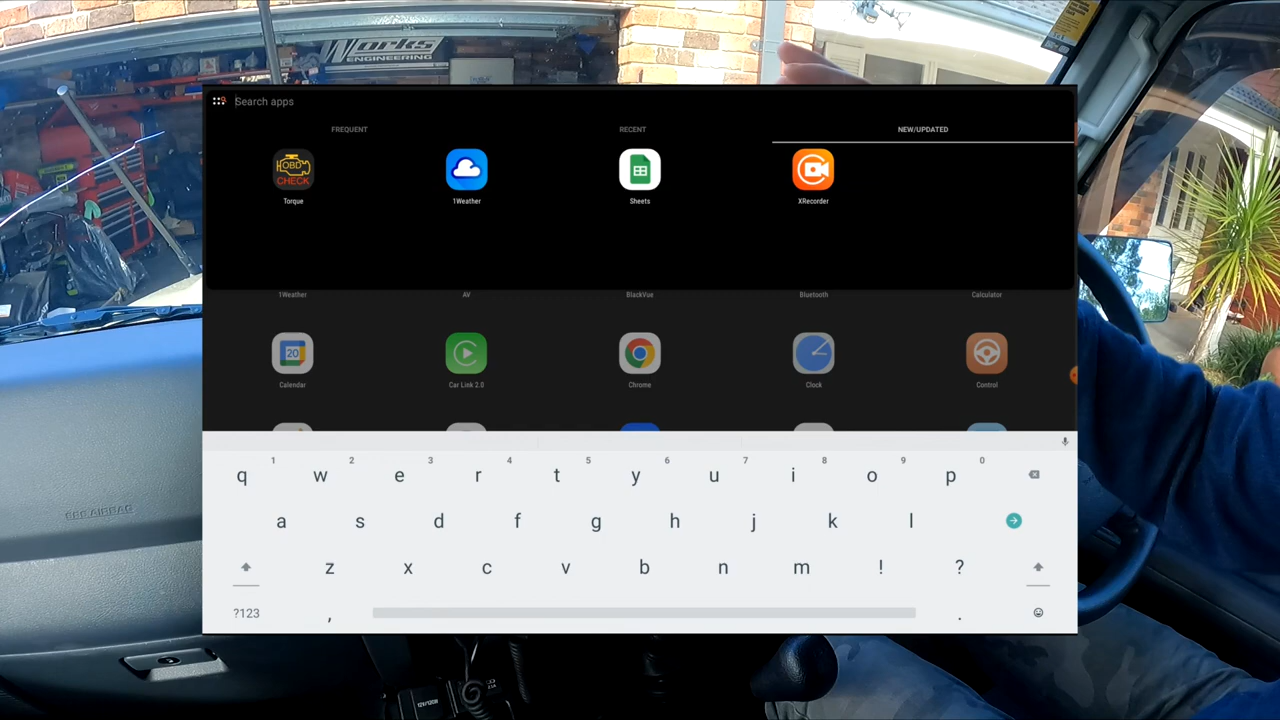 Works
ENGINEERING
Search apps
FREQUENT RECENT NEW/UPDATED
OBD
CHECK
Torque 1Weather Sheets XRecorder
1Weather AV BlackVue Bluetooth Calculator
20
Calendar Car Link 2.0 Chrome Clock Control
1 2 3 4 5 6 7 8 9 0
q w e r t y u i o p
a s d f g h j k l
z x c v b n m ! ?
?123 , .
SRS AIRBAG